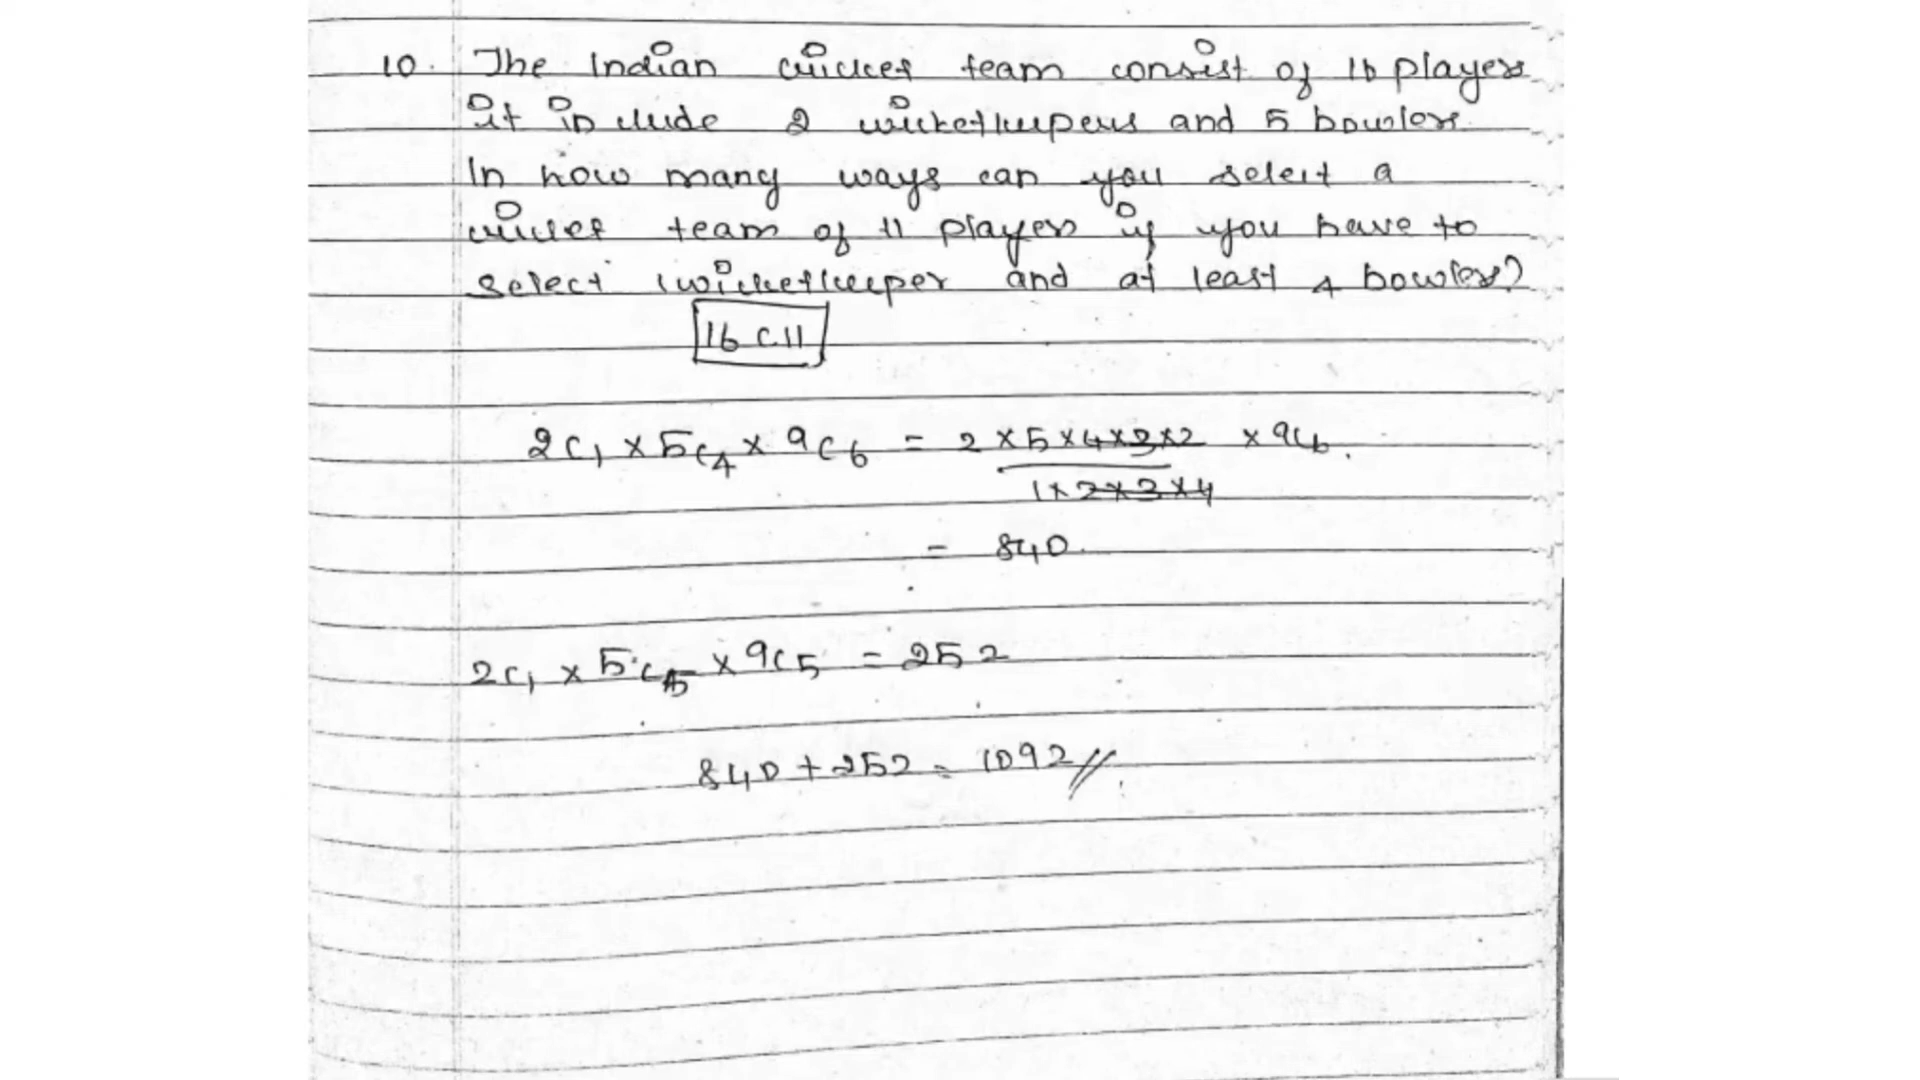 10. The Indian cricket team consist of 16 players
it include 2 wicketkeepers and 5 bowlers.
In how many ways can you select a
cricket team of 11 players if you have to
select 1 wicketkeeper and at least 4 bowlers?
16 C 11
2C1 × 5C4 × 9C6 = 2 × 5×4×3×2 × 9C6.
1×2×3×4
= 840.
2C1 × 5C5 × 9C5 = 252
840 + 252 = 1092//